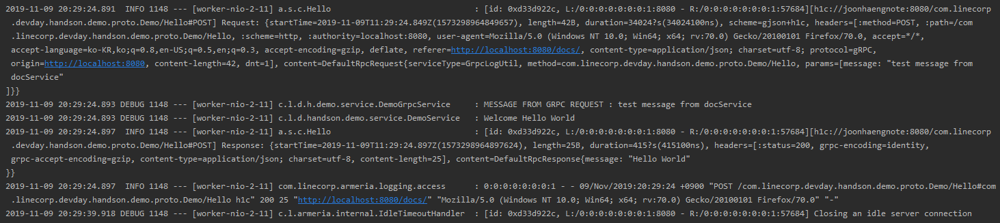 2019-11-09 20:29:24.891  INFO 1148 --- [worker-nio-2-11] a.s.c.Hello                              : [id: 0xd33d922c, L:/0:0:0:0:0:0:0:1:8080 - R:/0:0:0:0:0:0:0:1:57684][h1c://joonhaengnote:8080/com.linecorp
.devday.handson.demo.proto.Demo/Hello#POST] Request: {startTime=2019-11-09T11:29:24.849Z(1573298964849657), length=42B, duration=34024?s(34024100ns), scheme=gjson+h1c, headers=[:method=POST, :path=/com
.linecorp.devday.handson.demo.proto.Demo/Hello, :scheme=http, :authority=localhost:8080, user-agent=Mozilla/5.0 (Windows NT 10.0; Win64; x64; rv:70.0) Gecko/20100101 Firefox/70.0, accept=*/*,
accept-language=ko-KR,ko;q=0.8,en-US;q=0.5,en;q=0.3, accept-encoding=gzip, deflate, referer=http://localhost:8080/docs/, content-type=application/json; charset=utf-8; protocol=gRPC,
origin=http://localhost:8080, content-length=42, dnt=1], content=DefaultRpcRequest{serviceType=GrpcLogUtil, method=com.linecorp.devday.handson.demo.proto.Demo/Hello, params=[message: "test message from
docService"
]}}
2019-11-09 20:29:24.893 DEBUG 1148 --- [worker-nio-2-11] c.l.d.h.demo.service.DemoGrpcService     : MESSAGE FROM GRPC REQUEST : test message from docService
2019-11-09 20:29:24.893 DEBUG 1148 --- [worker-nio-2-11] c.l.d.handson.demo.service.DemoService   : Welcome Hello World
2019-11-09 20:29:24.897  INFO 1148 --- [worker-nio-2-11] a.s.c.Hello                              : [id: 0xd33d922c, L:/0:0:0:0:0:0:0:1:8080 - R:/0:0:0:0:0:0:0:1:57684][h1c://joonhaengnote:8080/com.linecorp
.devday.handson.demo.proto.Demo/Hello#POST] Response: {startTime=2019-11-09T11:29:24.897Z(1573298964897624), length=25B, duration=415?s(415100ns), headers=[:status=200, grpc-encoding=identity,
grpc-accept-encoding=gzip, content-type=application/json; charset=utf-8, content-length=25], content=DefaultRpcResponse{message: "Hello World"
}}
2019-11-09 20:29:24.897  INFO 1148 --- [worker-nio-2-11] com.linecorp.armeria.logging.access      : 0:0:0:0:0:0:0:1 - - 09/Nov/2019:20:29:24 +0900 "POST /com.linecorp.devday.handson.demo.proto.Demo/Hello#com
.linecorp.devday.handson.demo.proto.Demo/Hello h1c" 200 25 "http://localhost:8080/docs/" "Mozilla/5.0 (Windows NT 10.0; Win64; x64; rv:70.0) Gecko/20100101 Firefox/70.0" "-"
2019-11-09 20:29:39.918 DEBUG 1148 --- [worker-nio-2-11] c.l.armeria.internal.IdleTimeoutHandler  : [id: 0xd33d922c, L:/0:0:0:0:0:0:0:1:8080 - R:/0:0:0:0:0:0:0:1:57684] Closing an idle server connection